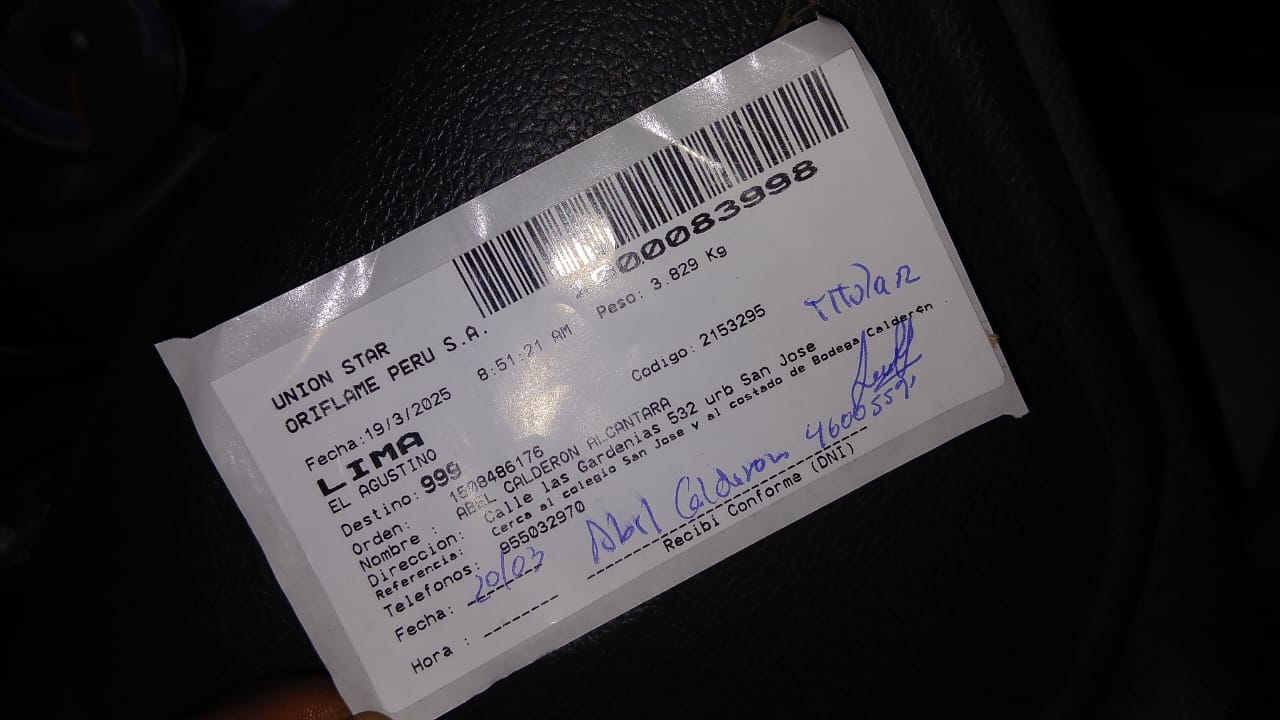 UNION STAR
ORIFLAME PERU S.A.
00083998
Fecha:19/3/2025 8:51:21 AM Peso: 3.829 Kg
LIMA
EL AGUSTINO
Destino: 999 Codigo: 2153295
Titolar
Orden: 1508486176
Nombre : ABEL CALDERON ALCANTARA
Direccion: Calle las Gardenias 532 urb San Jose
Referencia: Cerca al colegio San Jose y al costado de Bodega Calder¢n .
Telefonos: 955032970
Fecha: 20/03 Abel Calderon 4600559
Hora : Recibi Conforme (DNI)